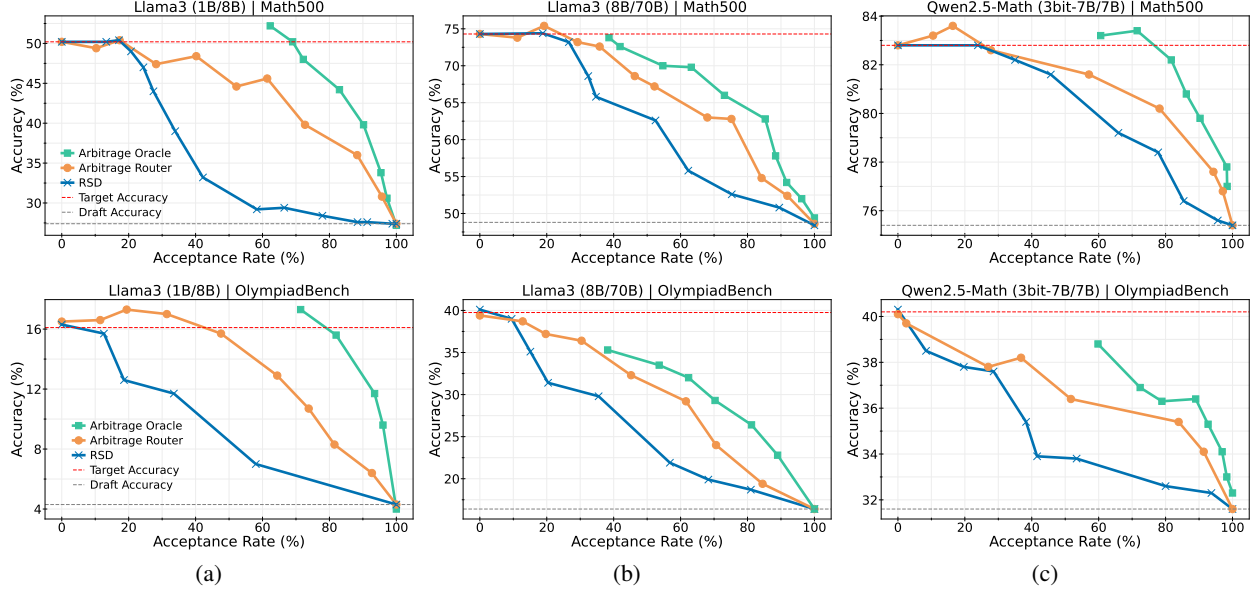 Llama3 (1B/8B) | Math500
Accuracy (%)
50
45
40
35
30
0
20
40
60
80
100
Acceptance Rate (%)
Arbitrage Oracle
Arbitrage Router
RSD
Target Accuracy
Draft Accuracy
Llama3 (8B/70B) | Math500
Accuracy (%)
75
70
65
60
55
50
0
20
40
60
80
100
Acceptance Rate (%)
Qwen2.5-Math (3bit-7B/7B) | Math500
Accuracy (%)
84
82
80
78
76
0
20
40
60
80
100
Acceptance Rate (%)
Llama3 (1B/8B) | OlympiadBench
Accuracy (%)
16
12
8
4
0
20
40
60
80
100
Acceptance Rate (%)
Arbitrage Oracle
Arbitrage Router
RSD
Target Accuracy
Draft Accuracy
Llama3 (8B/70B) | OlympiadBench
Accuracy (%)
40
35
30
25
20
0
20
40
60
80
100
Acceptance Rate (%)
Qwen2.5-Math (3bit-7B/7B) | OlympiadBench
Accuracy (%)
40
38
36
34
32
0
20
40
60
80
100
Acceptance Rate (%)
(a)
(b)
(c)